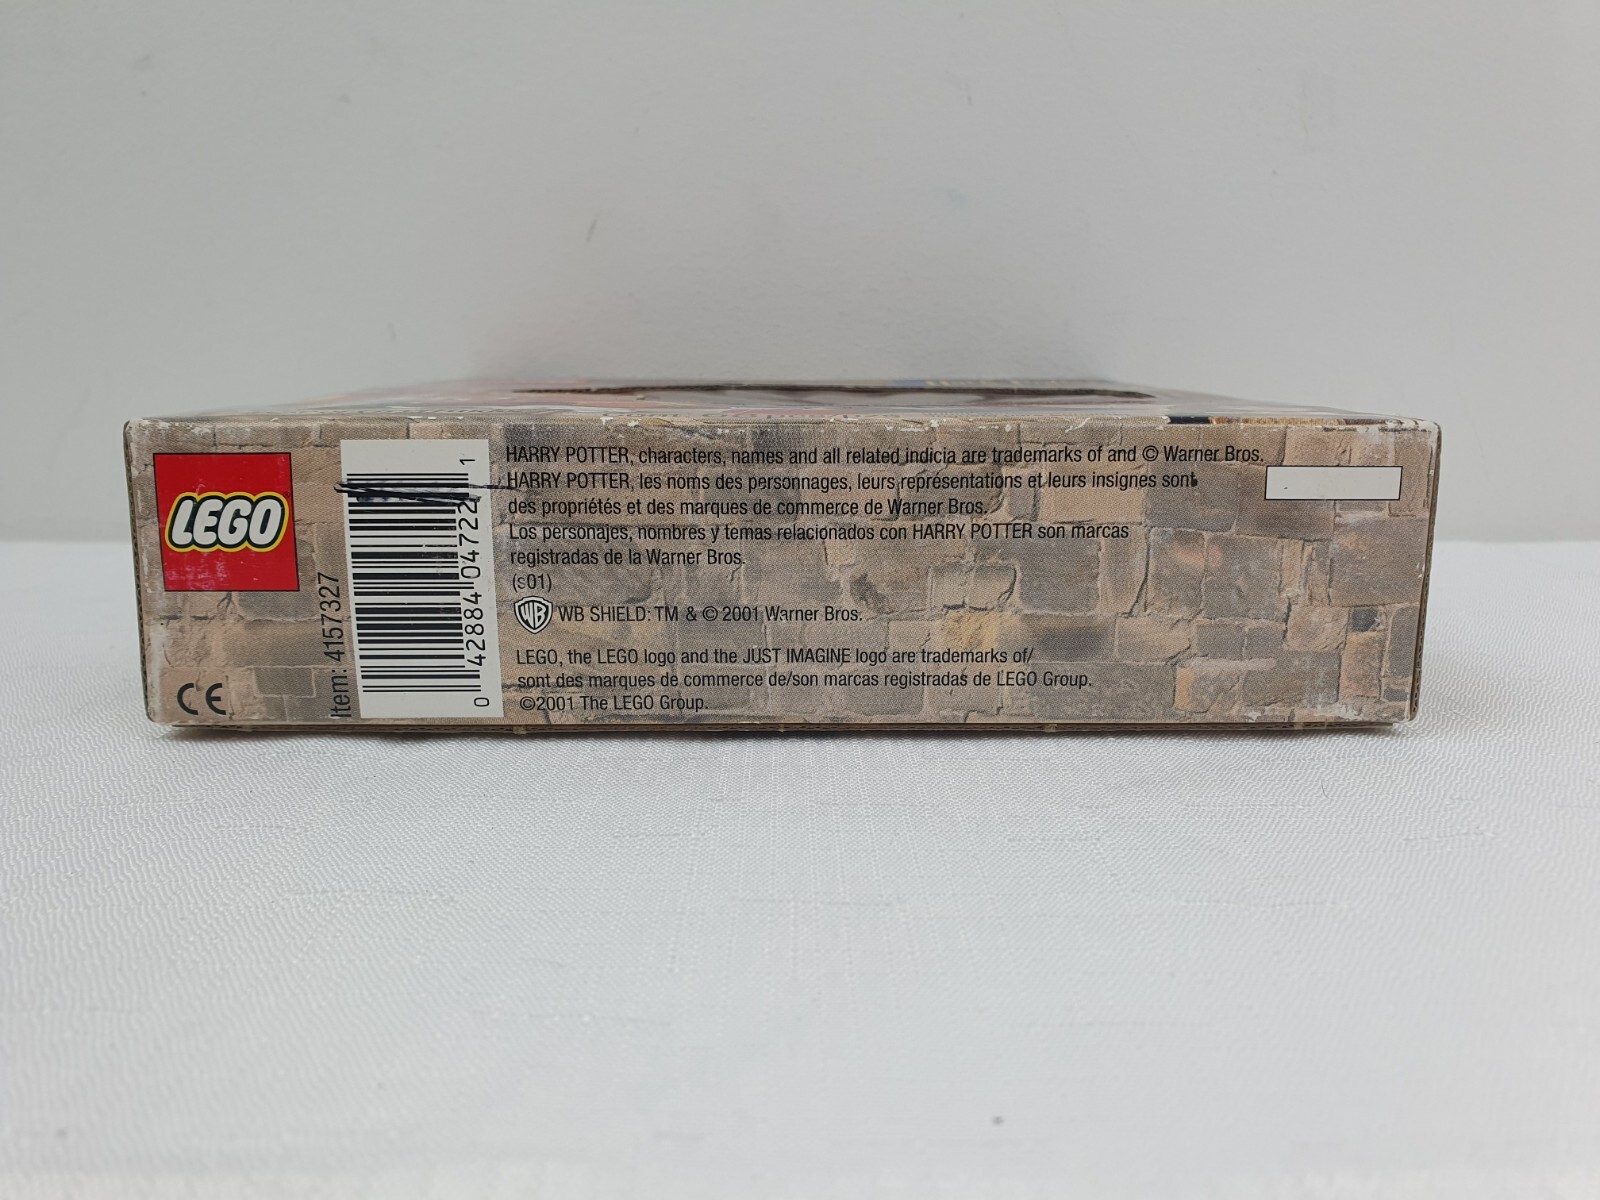 LEGO
CE
Item: 4157327
0 42884 04722 1
HARRY POTTER, characters, names and all related indicia are trademarks of and © Warner Bros.
HARRY POTTER, les noms des personnages, leurs représentations et leurs insignes sont
des propriétés et des marques de commerce de Warner Bros.
Los personajes, nombres y temas relacionados con HARRY POTTER son marcas
registradas de la Warner Bros.
(s01)
WB WB SHIELD: TM & © 2001 Warner Bros.
LEGO, the LEGO logo and the JUST IMAGINE logo are trademarks of/
sont des marques de commerce de/son marcas registradas de LEGO Group.
©2001 The LEGO Group.